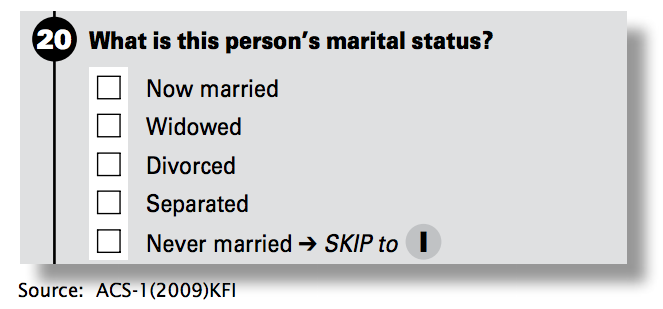 20 What is this person's marital status?
Now married
Widowed
Divorced
Separated
Never married ➔ SKIP to I
Source: ACS-1(2009)KFI